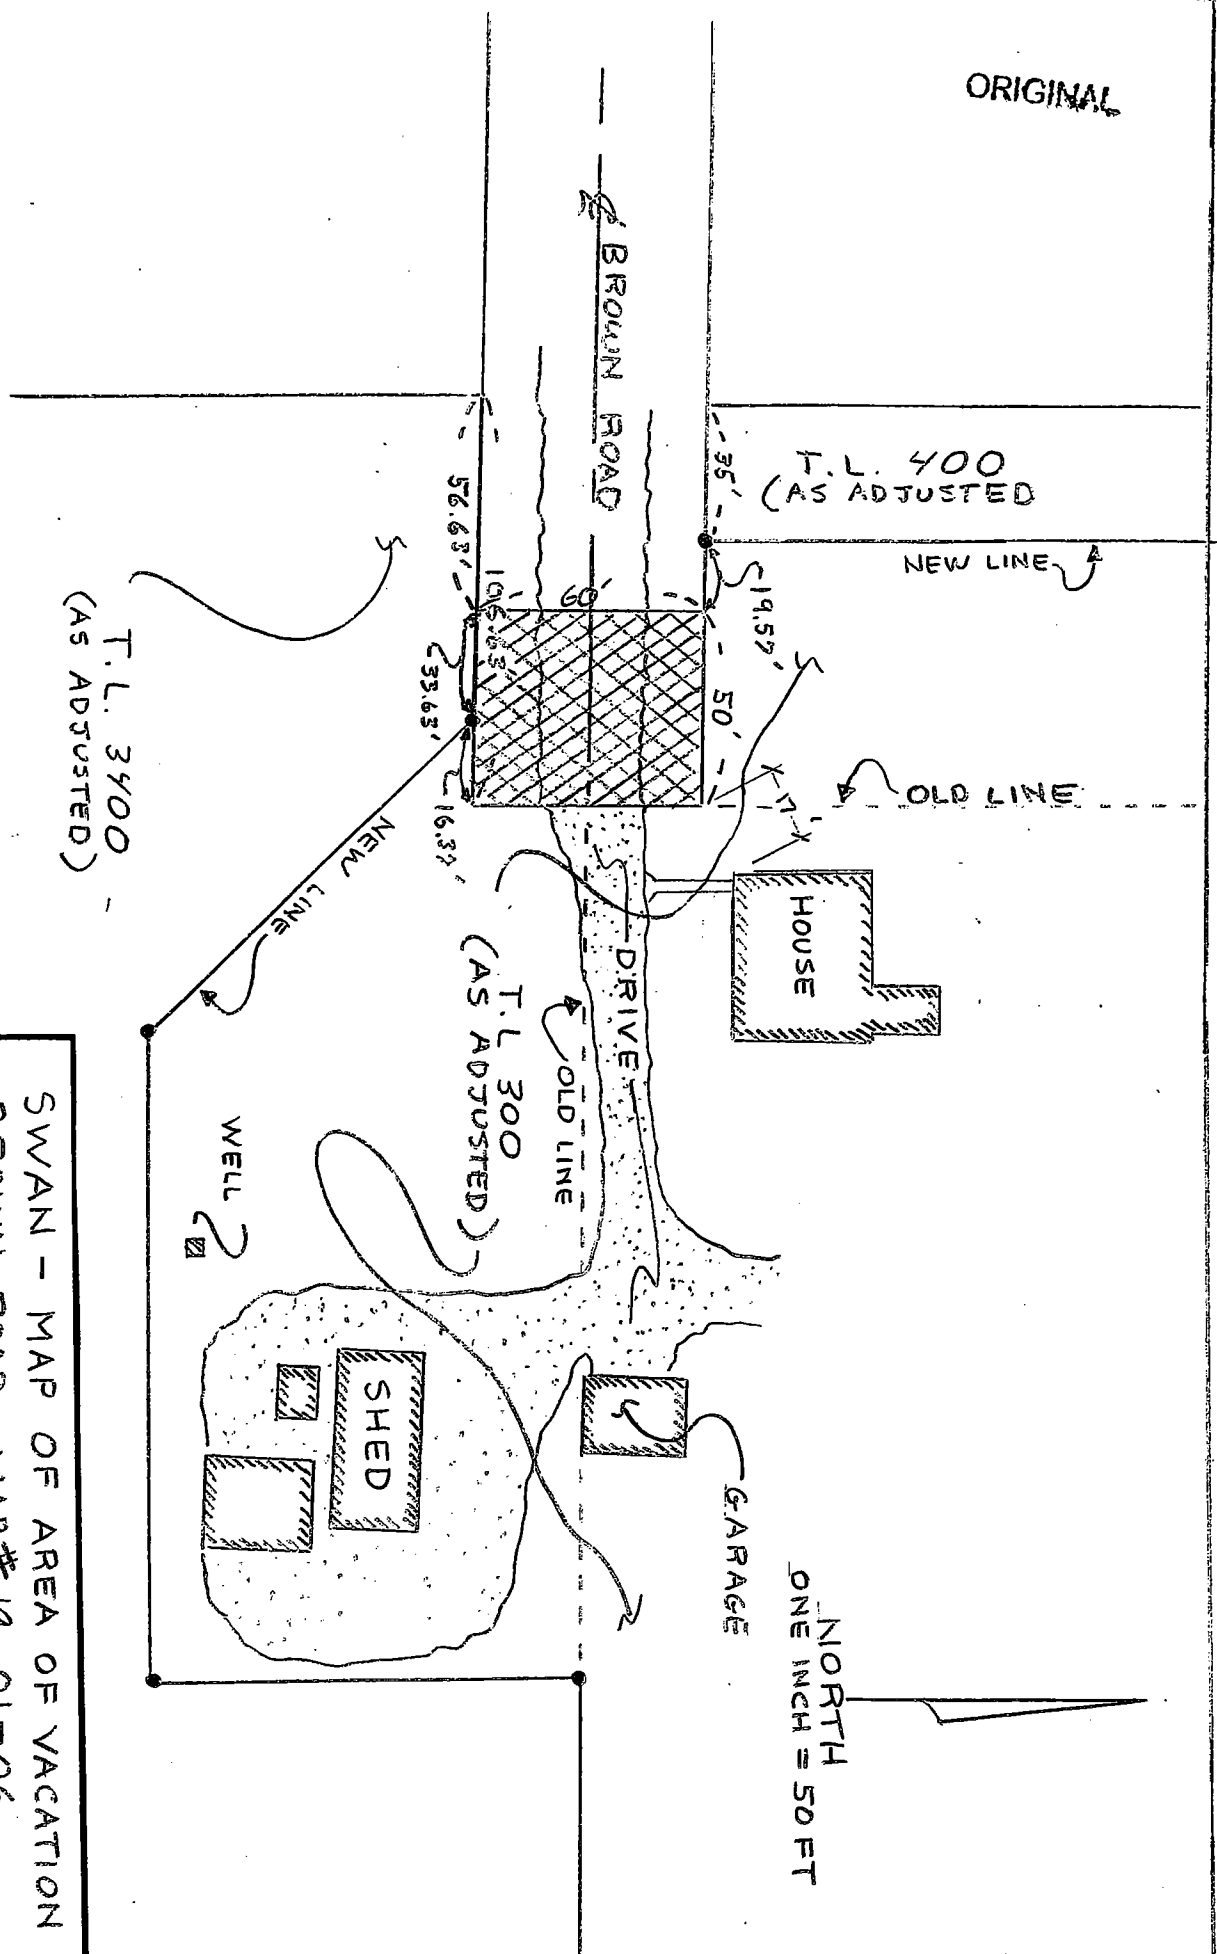 ORIGINAL
℄ BROWN ROAD
T.L. 400
(AS ADJUSTED
NEW LINE
35'
19.57'
60'
50'
56.63'
33.63'
16.37'
OLD LINE
17'
HOUSE
DRIVE
OLD LINE
T.L 300
(AS ADJUSTED)
NEW LINE
T.L. 3400
(AS ADJUSTED)
WELL
SHED
GARAGE
NORTH
ONE INCH = 50 FT
SWAN - MAP OF AREA OF VACATION